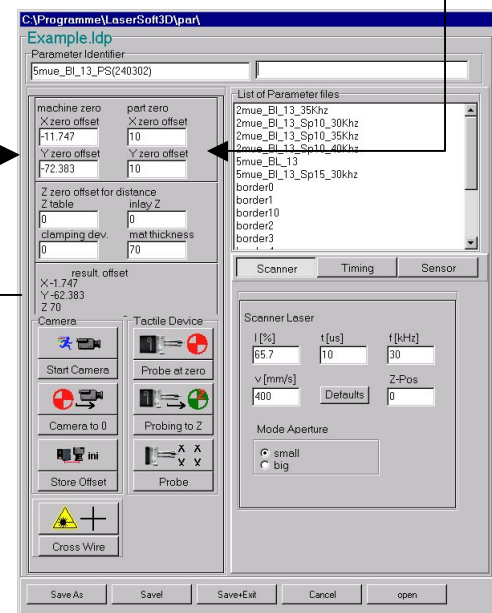 C:\Programme\LaserSoft3D\par\
Example.ldp
Parameter Identifier
5mue_Bl_13_PS(240302)
machine zero part zero
X zero offset X zero offset
-11.747 10
Y zero offset Y zero offset
-72.383 10
Z zero offset for distance
Z table inlay Z
0 0
clamping dev. mat thickness
0 70
result. offset
X-1.747
Y-62.383
Z 70
Camera Tactile Device
Start Camera Probe at zero
Camera to 0 Probing to Z
ini
X X
X X
Store Offset Probe
Cross Wire
List of Parameter files
2mue_Bl_13_35Khz
2mue_Bl_13_Sp10_30Khz
2mue_Bl_13_Sp10_35Khz
2mue_Bl_13_Sp10_40Khz
5mue_BL_13
5mue_Bl_13_Sp15_30khz
border0
border1
border10
border2
border3
Scanner Timing Sensor
Scanner Laser
I [%] t [us] f [kHz]
65.7 10 30
v [mm/s] Z-Pos
400 Defaults 0
Mode Aperture
small
big
Save As Save! Save+Exit Cancel open